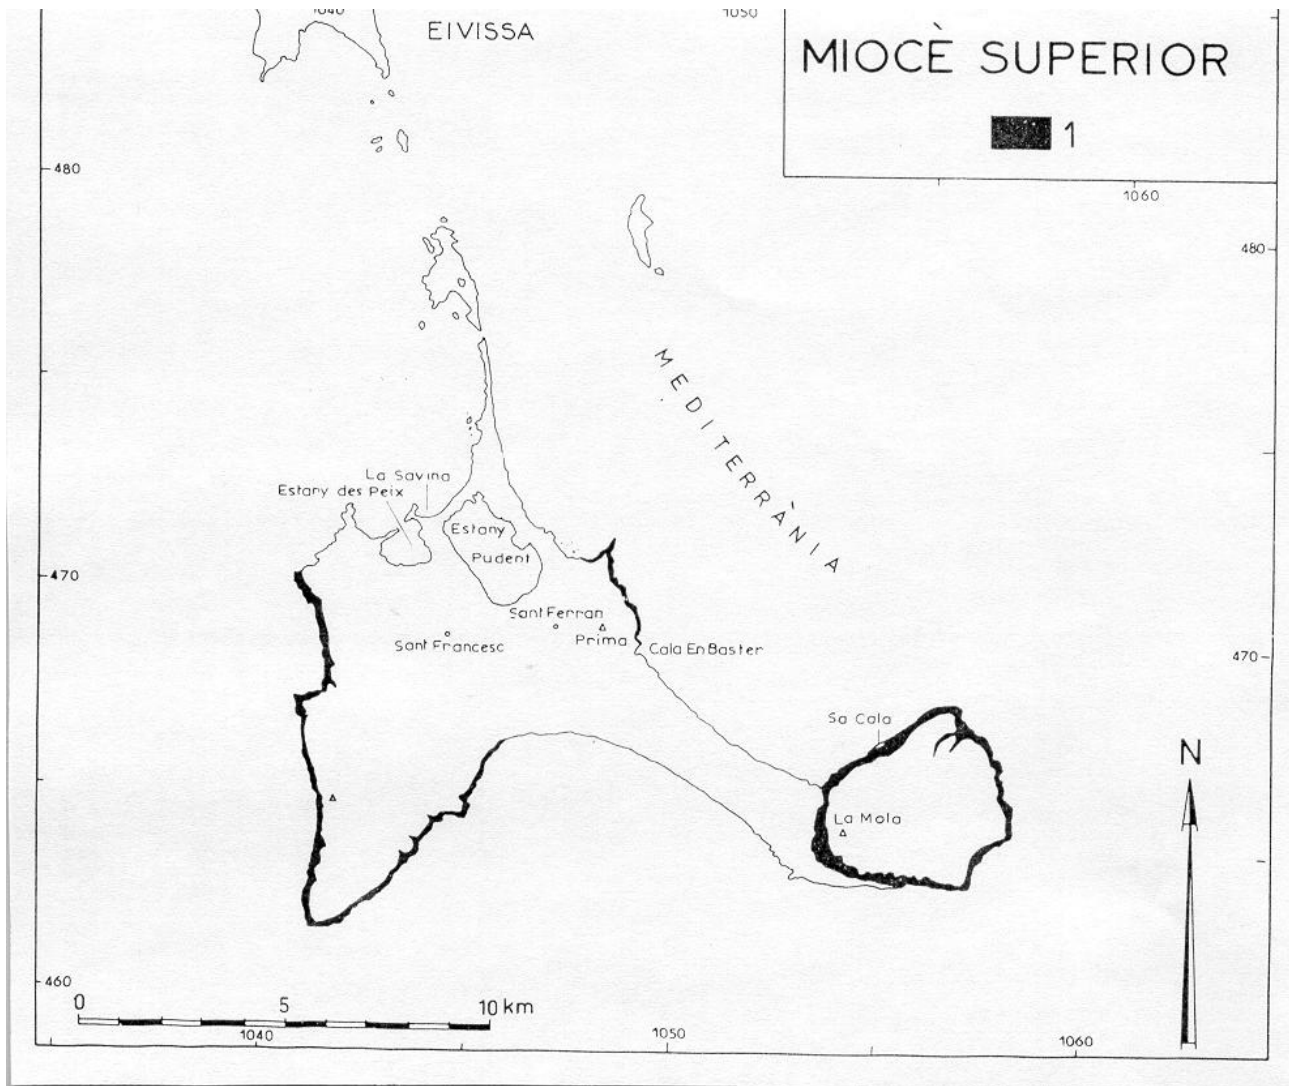 1040
EIVISSA
1050
MIOCÈ SUPERIOR
1
480
1060
480
MEDITERRÀNIA
La Savina
Estany des Peix
Estany
Pudent
470
Sant Ferran
Prima
Sant Francesc
Cala En Baster
470
Sa Cala
N
La Mola
460
0 5 10 km
1040
1050
1060